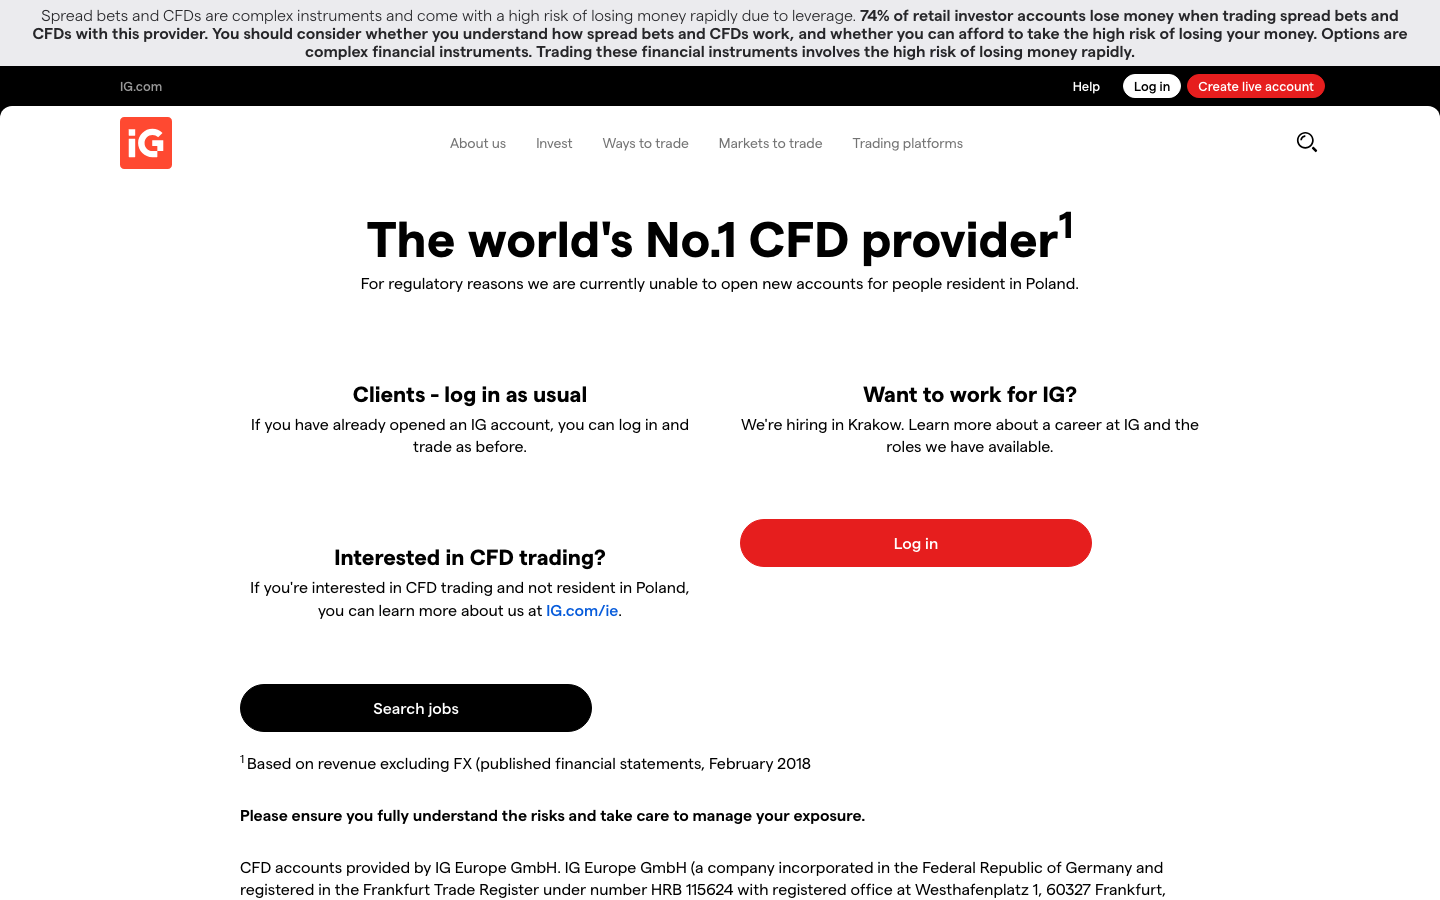 Spread bets and CFDs are complex instruments and come with a high risk of losing money rapidly due to leverage. 74% of retail investor accounts lose money when trading spread bets and
CFDs with this provider. You should consider whether you understand how spread bets and CFDs work, and whether you can afford to take the high risk of losing your money. Options are
complex financial instruments. Trading these financial instruments involves the high risk of losing money rapidly.
IG.com
Help
Log in
Create live account
iG
About us
Invest
Ways to trade
Markets to trade
Trading platforms
The world's No.1 CFD provider1
For regulatory reasons we are currently unable to open new accounts for people resident in Poland.
Clients - log in as usual
If you have already opened an IG account, you can log in and
trade as before.
Want to work for IG?
We're hiring in Krakow. Learn more about a career at IG and the
roles we have available.
Log in
Interested in CFD trading?
If you're interested in CFD trading and not resident in Poland,
you can learn more about us at IG.com/ie.
Search jobs
1 Based on revenue excluding FX (published financial statements, February 2018
Please ensure you fully understand the risks and take care to manage your exposure.
CFD accounts provided by IG Europe GmbH. IG Europe GmbH (a company incorporated in the Federal Republic of Germany and
registered in the Frankfurt Trade Register under number HRB 115624 with registered office at Westhafenplatz 1, 60327 Frankfurt,